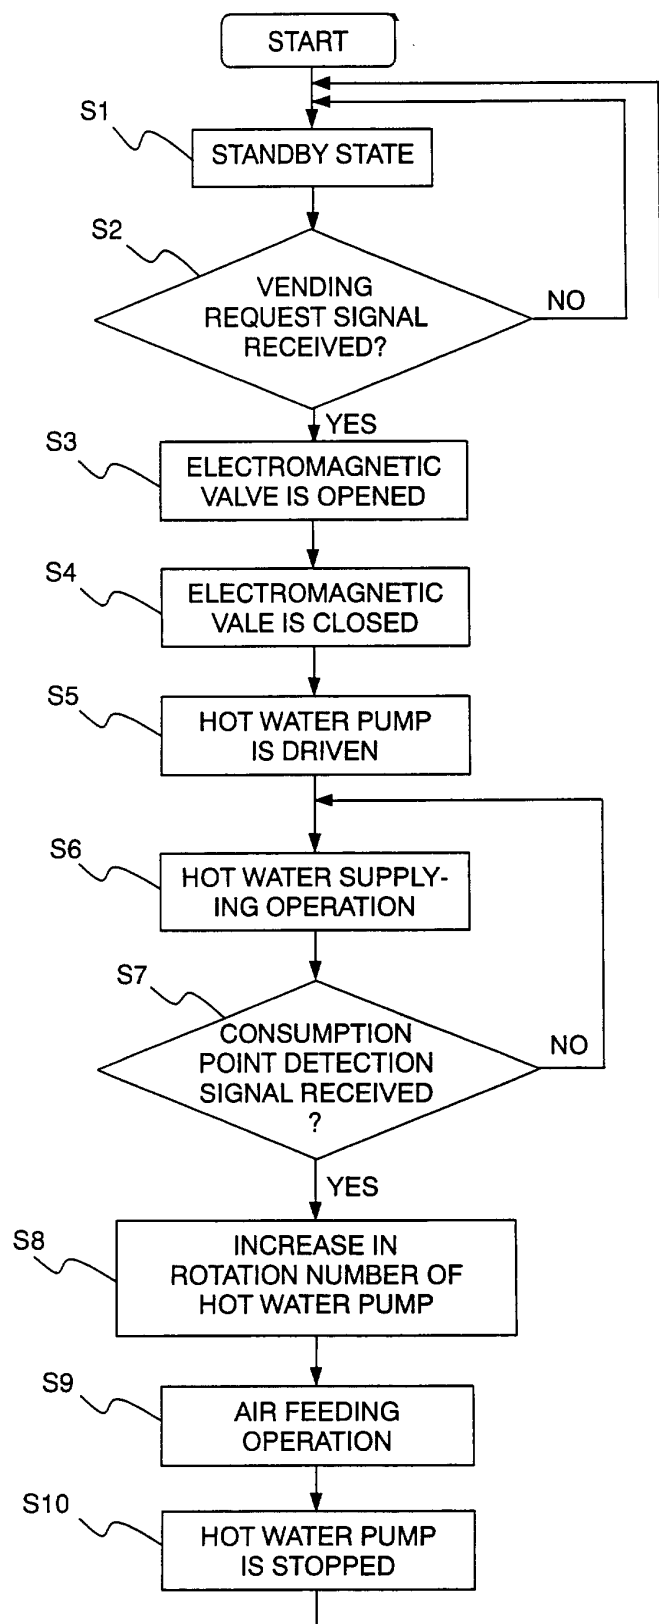 START
S1
STANDBY STATE
S2
VENDING
REQUEST SIGNAL
RECEIVED?
NO
YES
S3
ELECTROMAGNETIC
VALVE IS OPENED
S4
ELECTROMAGNETIC
VALE IS CLOSED
S5
HOT WATER PUMP
IS DRIVEN
S6
HOT WATER SUPPLY-
ING OPERATION
S7
CONSUMPTION
POINT DETECTION
SIGNAL RECEIVED
?
NO
YES
S8
INCREASE IN
ROTATION NUMBER OF
HOT WATER PUMP
S9
AIR FEEDING
OPERATION
S10
HOT WATER PUMP
IS STOPPED